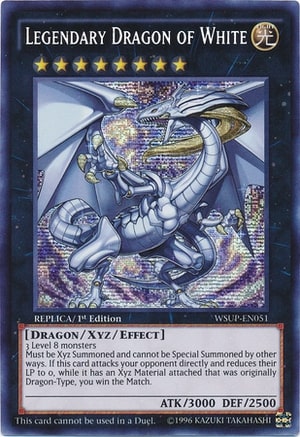 LEGENDARY DRAGON OF WHITE
光
REPLICA/1st Edition
WSUP-EN051
[DRAGON/XYZ/EFFECT]
3 Level 8 monsters
Must be Xyz Summoned and cannot be Special Summoned by
other ways. If this card attacks your opponent directly and reduces their
LP to 0, while it has an Xyz Material attached that was originally
Dragon-Type, you win the Match.
ATK/3000 DEF/2500
This card cannot be used in a Duel.
©1996 KAZUKI TAKAHASHI